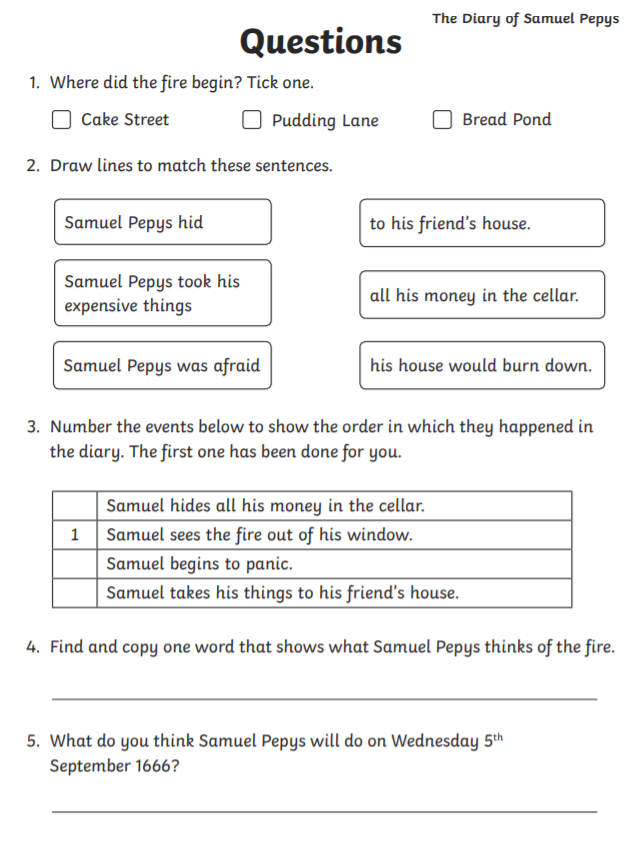 The Diary of Samuel Pepys
Questions
1. Where did the fire begin? Tick one.
Cake Street
Pudding Lane
Bread Pond
2. Draw lines to match these sentences.
Samuel Pepys hid
to his friend's house.
Samuel Pepys took his
expensive things
all his money in the cellar.
Samuel Pepys was afraid
his house would burn down.
3. Number the events below to show the order in which they happened in
the diary. The first one has been done for you.
Samuel hides all his money in the cellar.
1 Samuel sees the fire out of his window.
Samuel begins to panic.
Samuel takes his things to his friend's house.
4. Find and copy one word that shows what Samuel Pepys thinks of the fire.
5. What do you think Samuel Pepys will do on Wednesday 5th
September 1666?